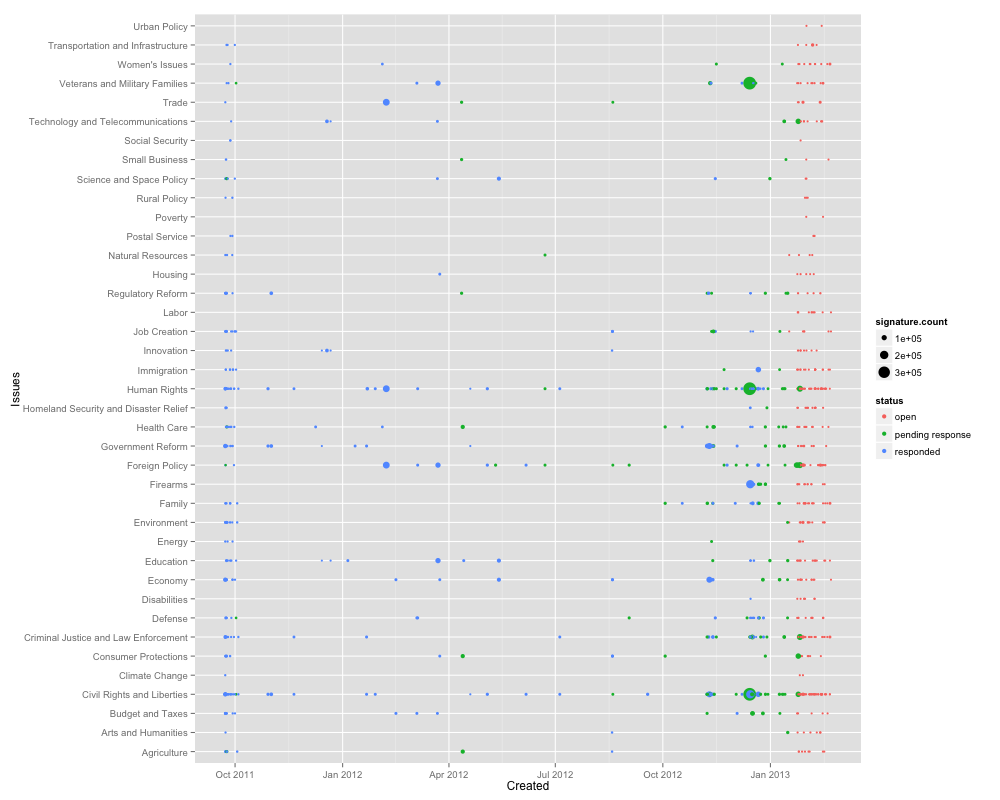 Urban Policy
Transportation and Infrastructure
Women's Issues
Veterans and Military Families
Trade
Technology and Telecommunications
Social Security
Small Business
Science and Space Policy
Rural Policy
Poverty
Postal Service
Natural Resources
Housing
Regulatory Reform
Labor
Job Creation
Innovation
Immigration
Human Rights
Homeland Security and Disaster Relief
Health Care
Government Reform
Foreign Policy
Firearms
Family
Environment
Energy
Education
Economy
Disabilities
Defense
Criminal Justice and Law Enforcement
Consumer Protections
Climate Change
Civil Rights and Liberties
Budget and Taxes
Arts and Humanities
Agriculture
Issues
Oct 2011 Jan 2012 Apr 2012 Jul 2012 Oct 2012 Jan 2013
Created
signature.count
1e+05
2e+05
3e+05
status
open
pending response
responded